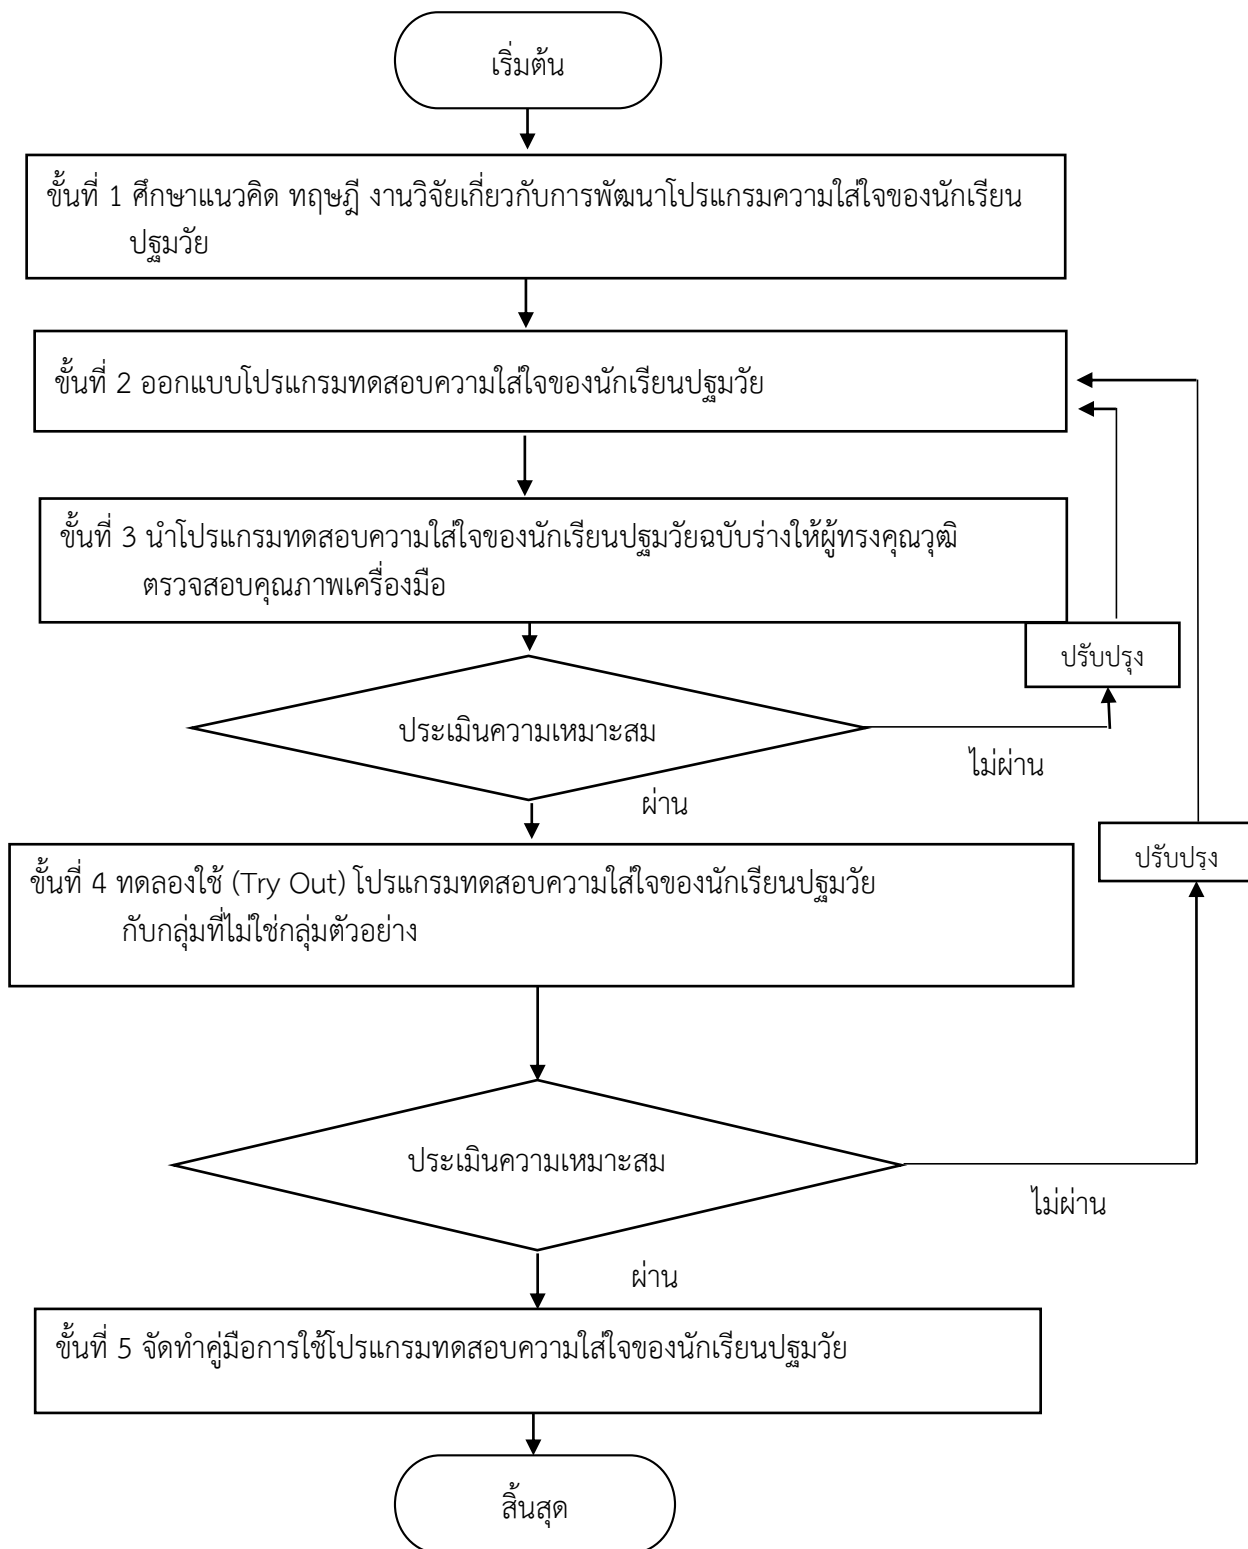 เริ่มต้น
ขั้นที่ 1 ศึกษาแนวคิด ทฤษฎี งานวิจัยเกี่ยวกับการพัฒนาโปรแกรมความใส่ใจของนักเรียน
ปฐมวัย
ขั้นที่ 2 ออกแบบโปรแกรมทดสอบความใส่ใจของนักเรียนปฐมวัย
ขั้นที่ 3 นำโปรแกรมทดสอบความใส่ใจของนักเรียนปฐมวัยฉบับร่างให้ผู้ทรงคุณวุฒิ
ตรวจสอบคุณภาพเครื่องมือ
ปรับปรุง
ประเมินความเหมาะสม
ไม่ผ่าน
ผ่าน
ปรับปรุง
ขั้นที่ 4 ทดลองใช้ (Try Out) โปรแกรมทดสอบความใส่ใจของนักเรียนปฐมวัย
กับกลุ่มที่ไม่ใช่กลุ่มตัวอย่าง
ประเมินความเหมาะสม
ไม่ผ่าน
ผ่าน
ขั้นที่ 5 จัดทำคู่มือการใช้โปรแกรมทดสอบความใส่ใจของนักเรียนปฐมวัย
สิ้นสุด